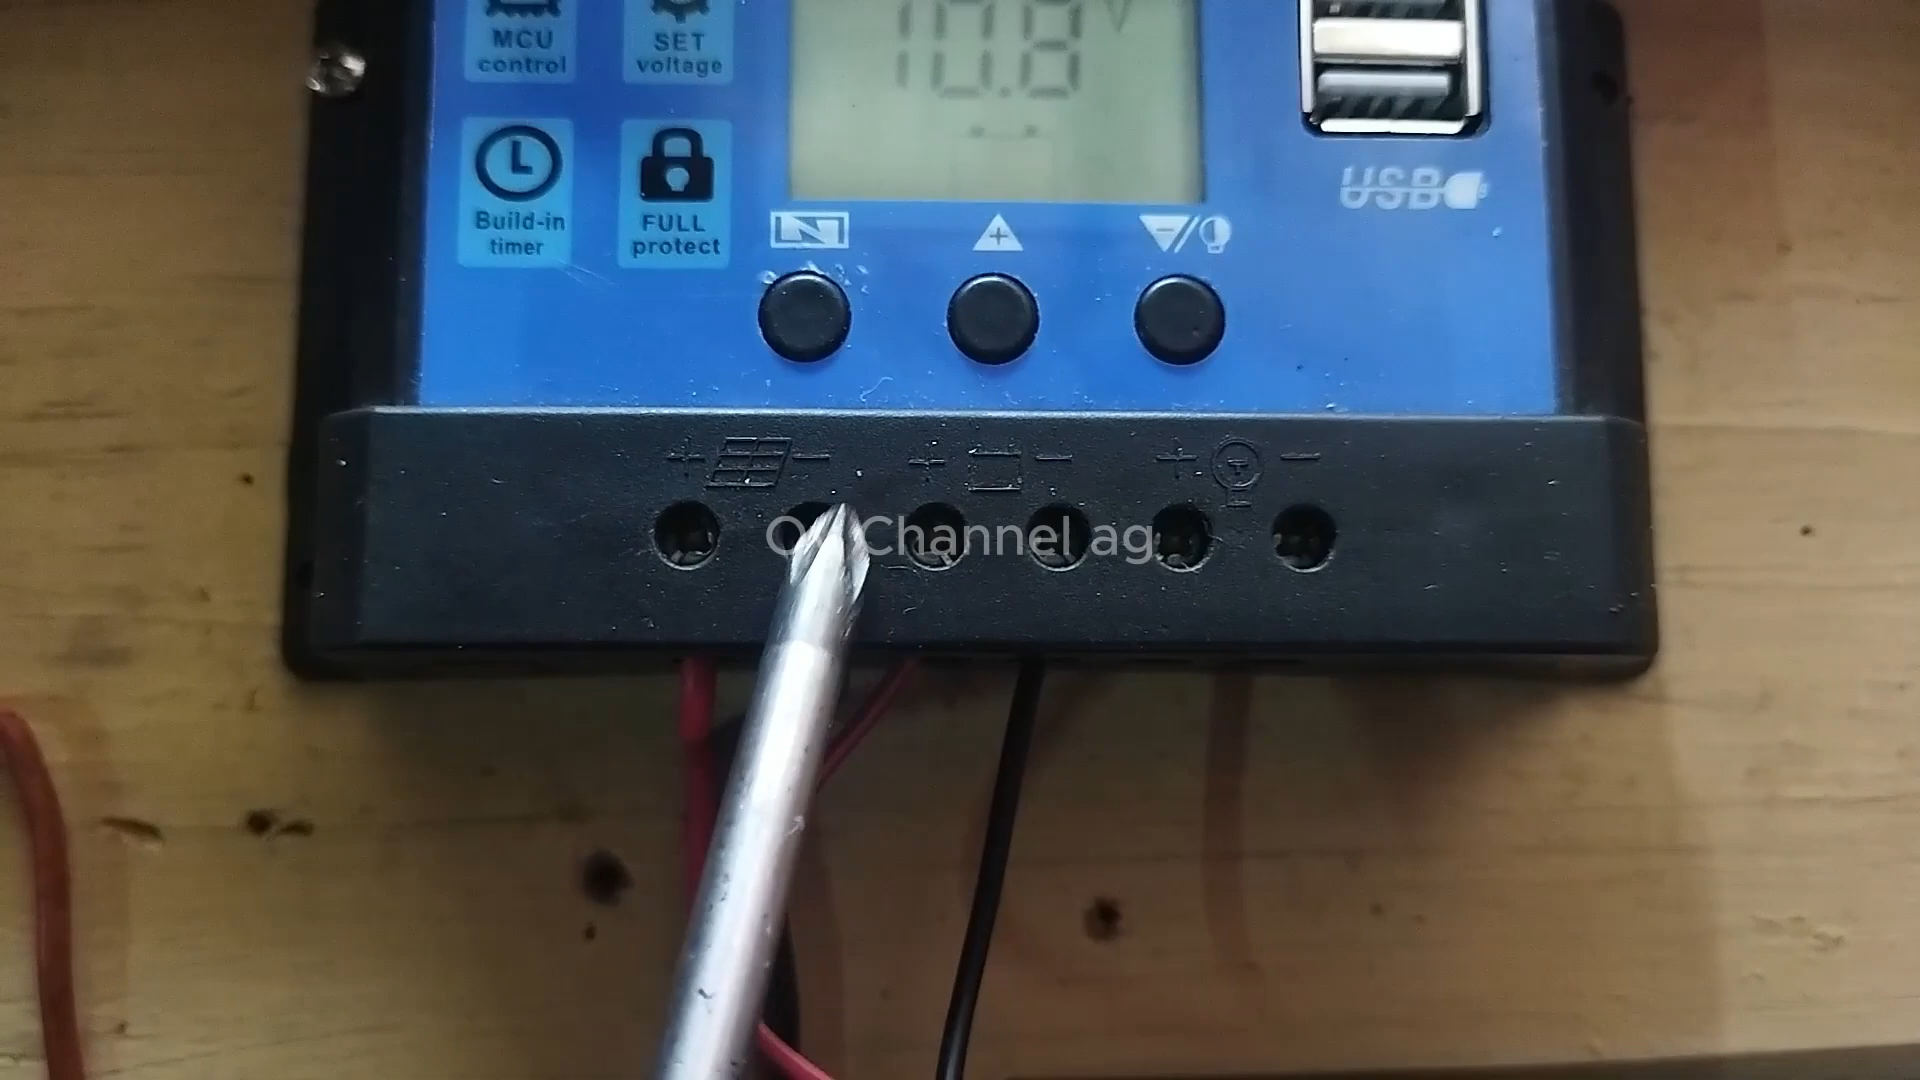 MCU
control
SET
voltage
10.8 V
Build-in
timer
FULL
protect
USB
Channel ag